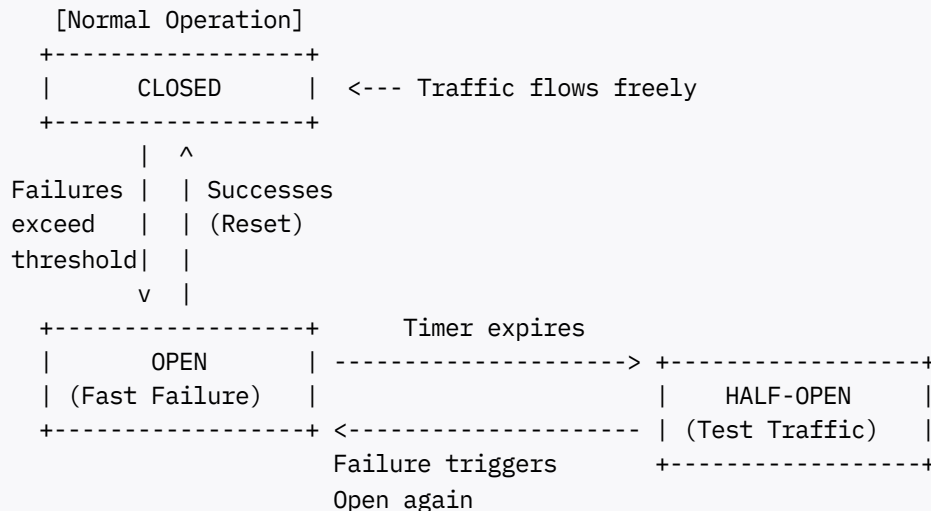 [Normal Operation]
CLOSED <--- Traffic flows freely
Failures Successes
exceed (Reset)
threshold
Timer expires
OPEN
(Fast Failure) HALF-OPEN
(Test Traffic)
Failure triggers
Open again